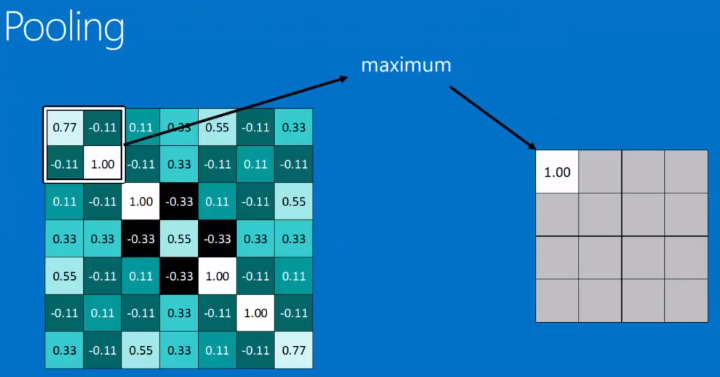 Pooling
maximum
0.77 -0.11 0.11 0.33 0.55 -0.11 0.33
-0.11 1.00 -0.11 0.33 -0.11 0.11 -0.11
0.11 -0.11 1.00 -0.33 0.11 -0.11 0.55
0.33 0.33 -0.33 0.55 -0.33 0.33 0.33
0.55 -0.11 0.11 -0.33 1.00 -0.11 0.11
-0.11 0.11 -0.11 0.33 -0.11 1.00 -0.11
0.33 -0.11 0.55 0.33 0.11 -0.11 0.77
1.00